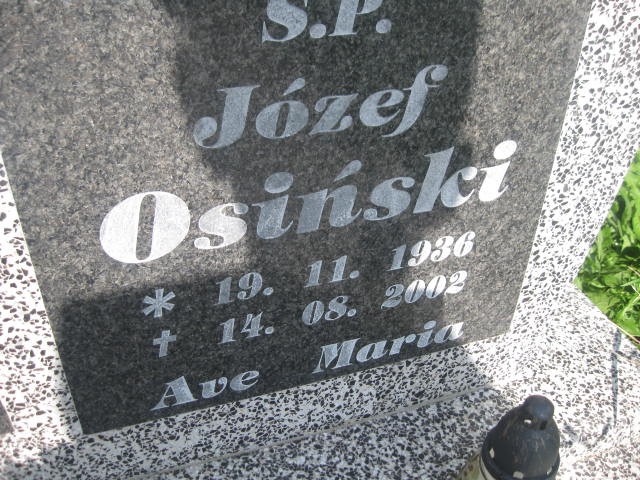 S.P.
Józef
Osiński
* 19. 11. 1936
† 14. 08. 2002
Ave Maria